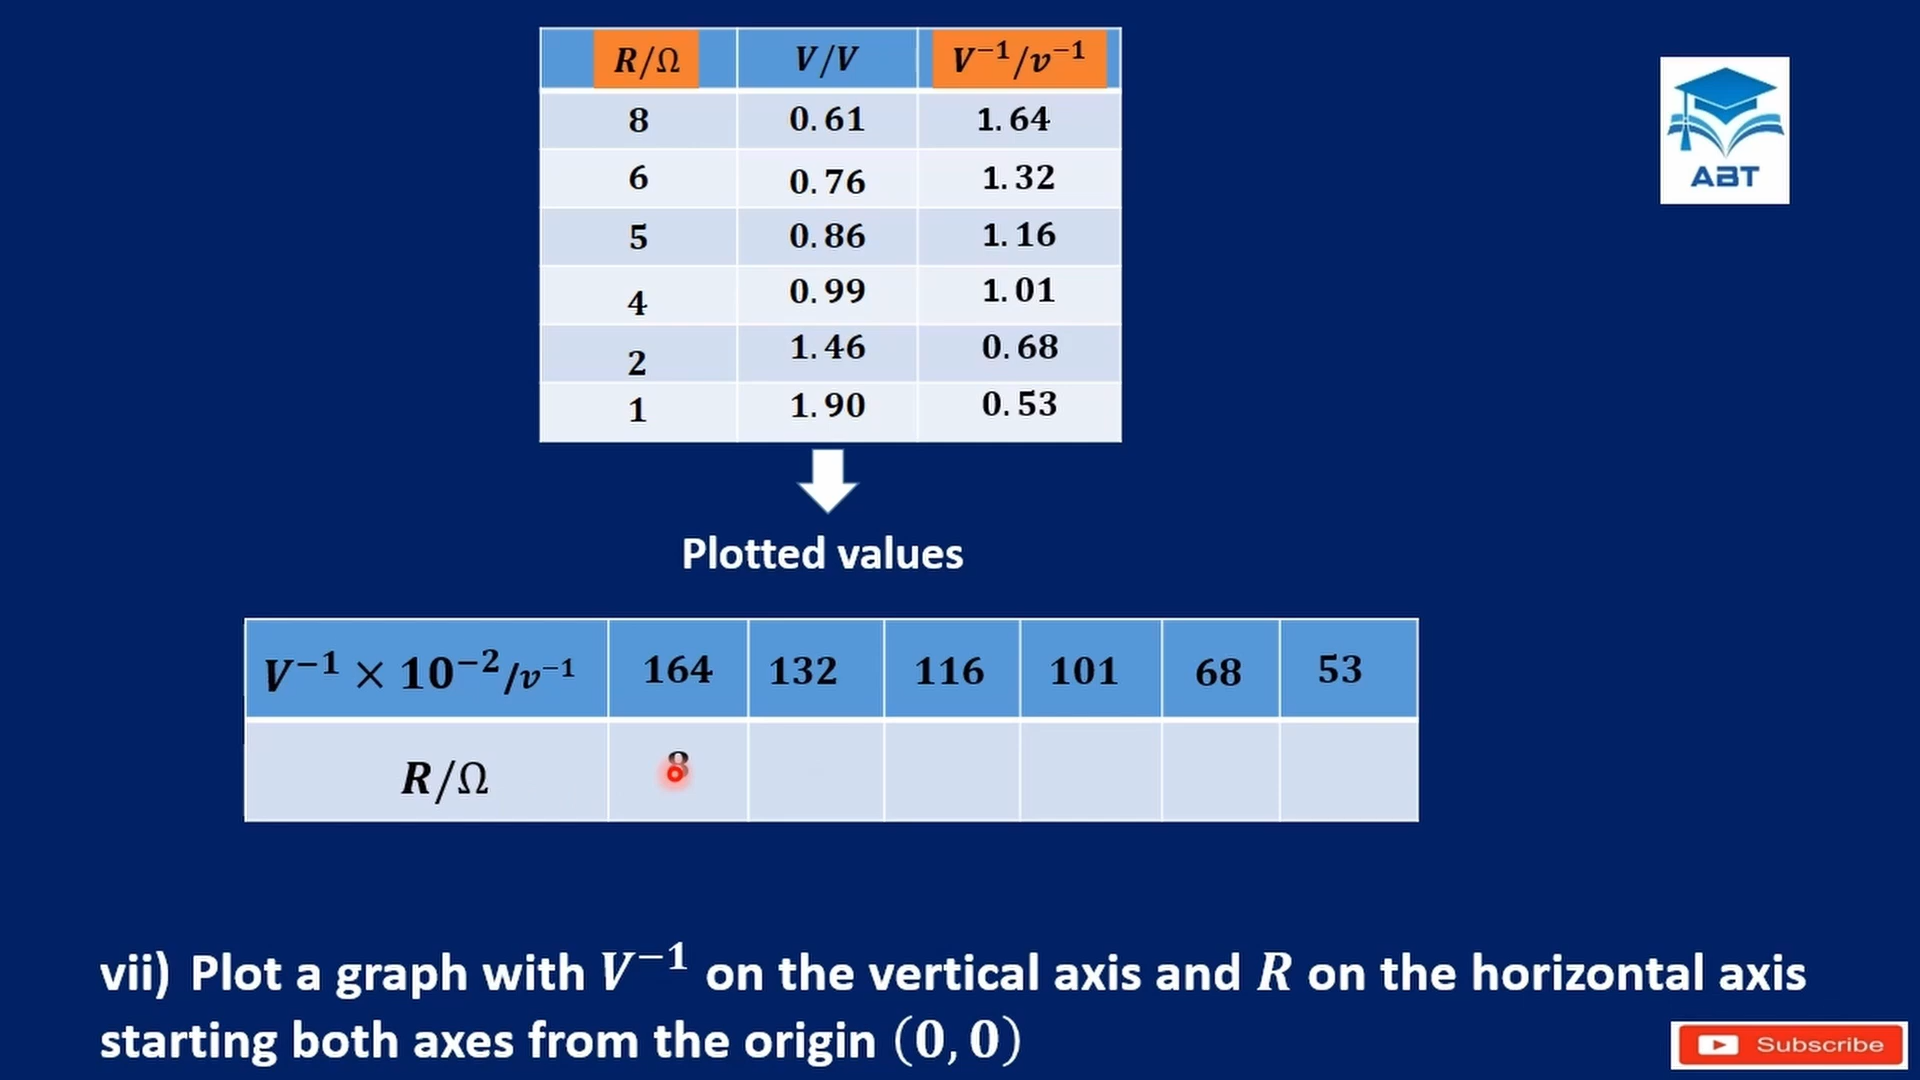 R/Ω V/V V⁻¹/v⁻¹
8 0.61 1.64
6 0.76 1.32
5 0.86 1.16
4 0.99 1.01
2 1.46 0.68
1 1.90 0.53
ABT
Plotted values
V⁻¹ × 10⁻²/v⁻¹ 164 132 116 101 68 53
R/Ω 8
vii) Plot a graph with V⁻¹ on the vertical axis and R on the horizontal axis
starting both axes from the origin (0, 0)
Subscribe